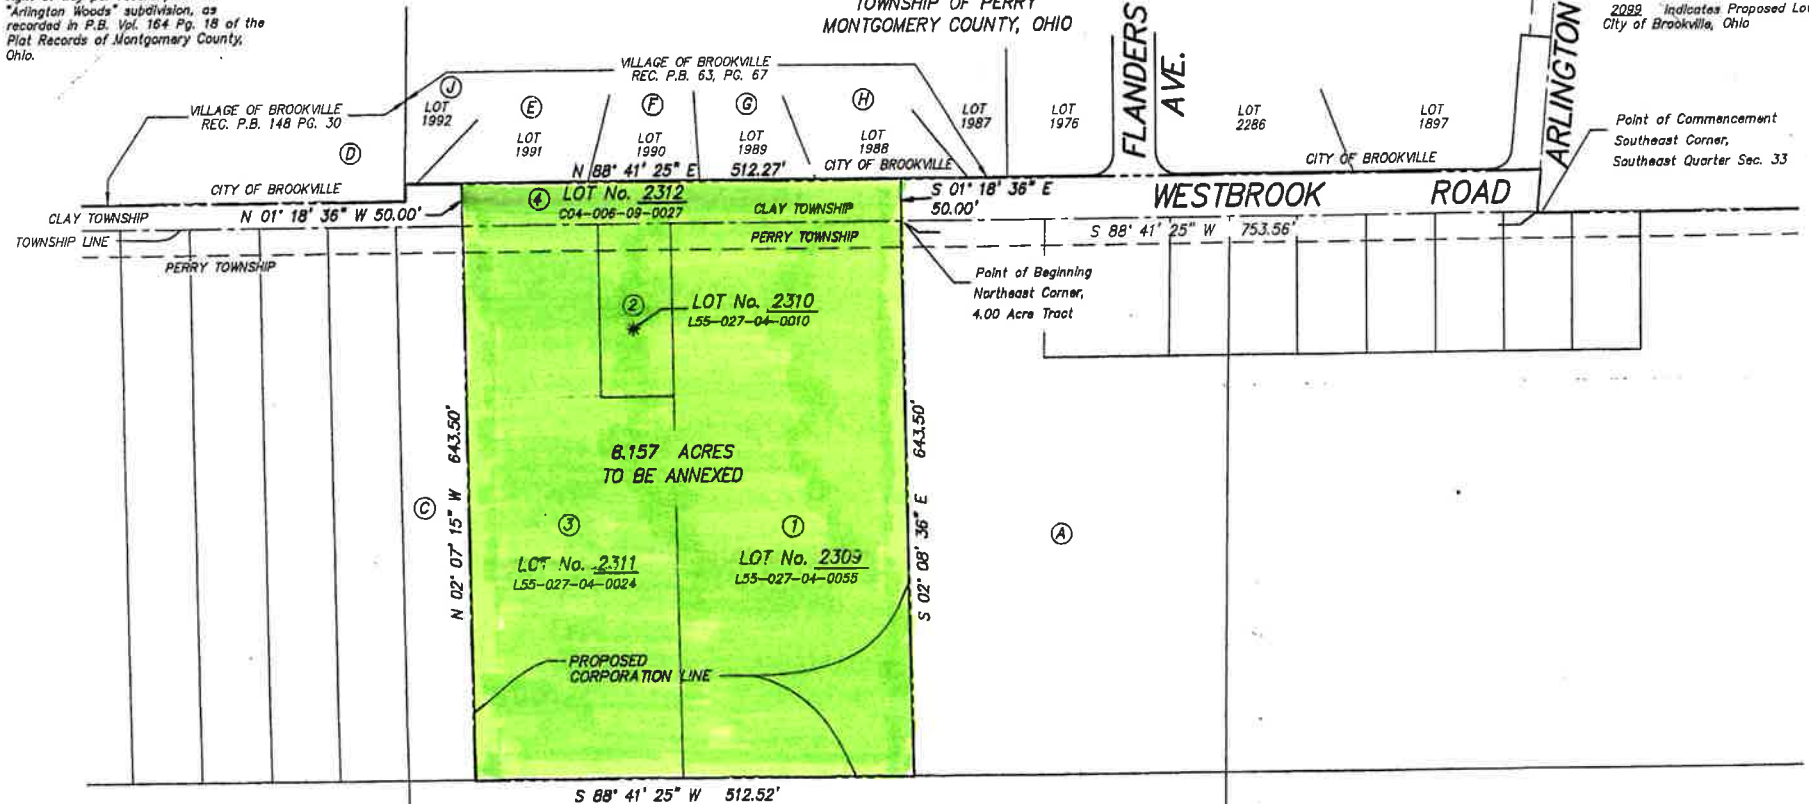 "Arlington Woods" subdivision, as
recorded in P.B. Vol. 164 Pg. 18 of the
Plat Records of Montgomery County,
Ohio.
TOWNSHIP OF PERRY
MONTGOMERY COUNTY, OHIO
FLANDERS
AVE.
ARLINGTON
2099 Indicates Proposed
City of Brookville, Ohio
VILLAGE OF BROOKVILLE
REC. P.B. 63, PG. 67
VILLAGE OF BROOKVILLE
REC. P.B. 148 PG. 30
J
LOT
1992
E
LOT
1991
F
LOT
1990
G
LOT
1989
H
LOT
1988
LOT
1987
LOT
1976
LOT
2286
LOT
1897
Point of Commencement
Southeast Corner,
Southeast Quarter Sec. 33
D
CITY OF BROOKVILLE
N 88° 41' 25" E 512.27'
CITY OF BROOKVILLE
CITY OF BROOKVILLE
CLAY TOWNSHIP
N 01° 18' 36" W 50.00'
4
LOT No. 2312
C04-006-09-0027
CLAY TOWNSHIP
S 01° 18' 36" E
50.00'
WESTBROOK ROAD
TOWNSHIP LINE
PERRY TOWNSHIP
PERRY TOWNSHIP
S 88° 41' 25" W 753.56'
Point of Beginning
Northeast Corner,
4.00 Acre Tract
2
LOT No. 2310
L55-027-04-0010
8.157 ACRES
TO BE ANNEXED
N 02° 07' 15" W 643.50'
S 02° 08' 36" E 643.50'
C
3
LOT No. 2311
L55-027-04-0024
1
LOT No. 2309
L55-027-04-0055
A
PROPOSED
CORPORATION LINE
S 88° 41' 25" W 512.52'